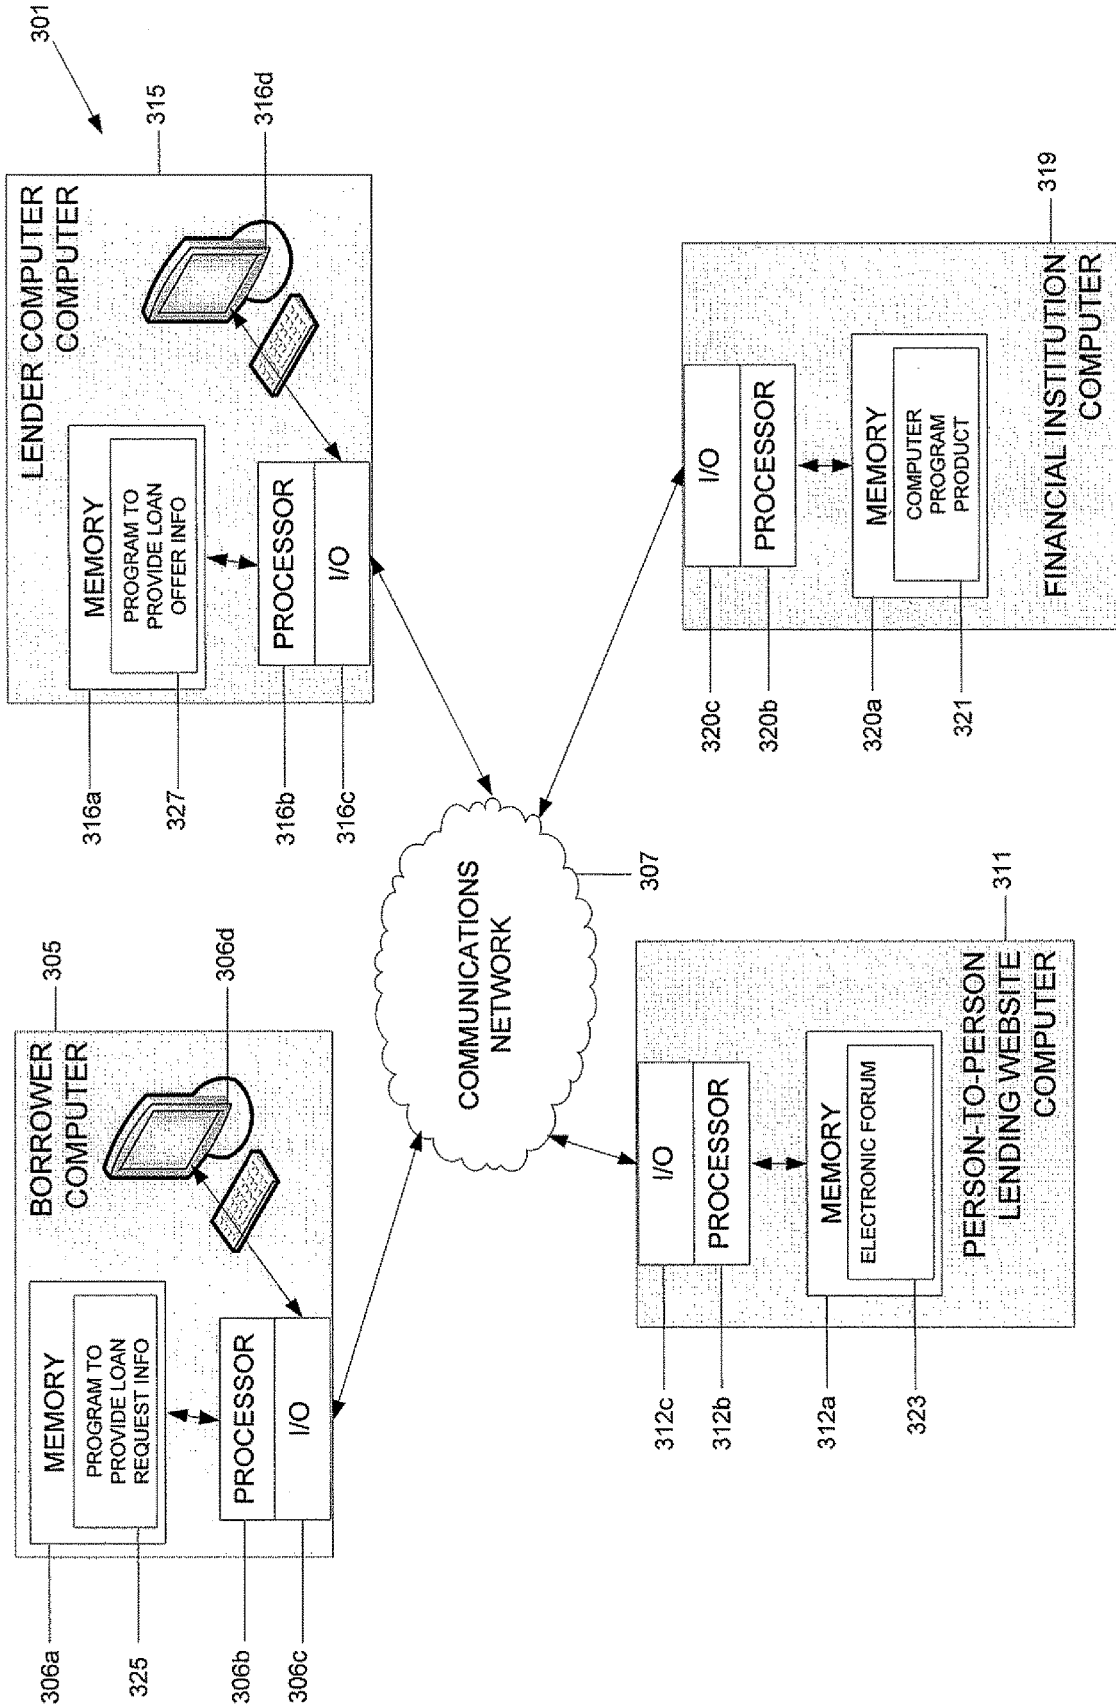 301
BORROWER
COMPUTER
305
306d
MEMORY
PROGRAM TO
PROVIDE LOAN
REQUEST INFO
PROCESSOR
I/O
306a
325
306b
306c
LENDER COMPUTER
COMPUTER
315
316d
MEMORY
PROGRAM TO
PROVIDE LOAN
OFFER INFO
PROCESSOR
I/O
316a
327
316b
316c
COMMUNICATIONS
NETWORK
307
I/O
PROCESSOR
MEMORY
ELECTRONIC FORUM
PERSON-TO-PERSON
LENDING WEBSITE
COMPUTER
311
312c
312b
312a
323
I/O
PROCESSOR
MEMORY
COMPUTER
PROGRAM
PRODUCT
FINANCIAL INSTITUTION
COMPUTER
319
320c
320b
320a
321